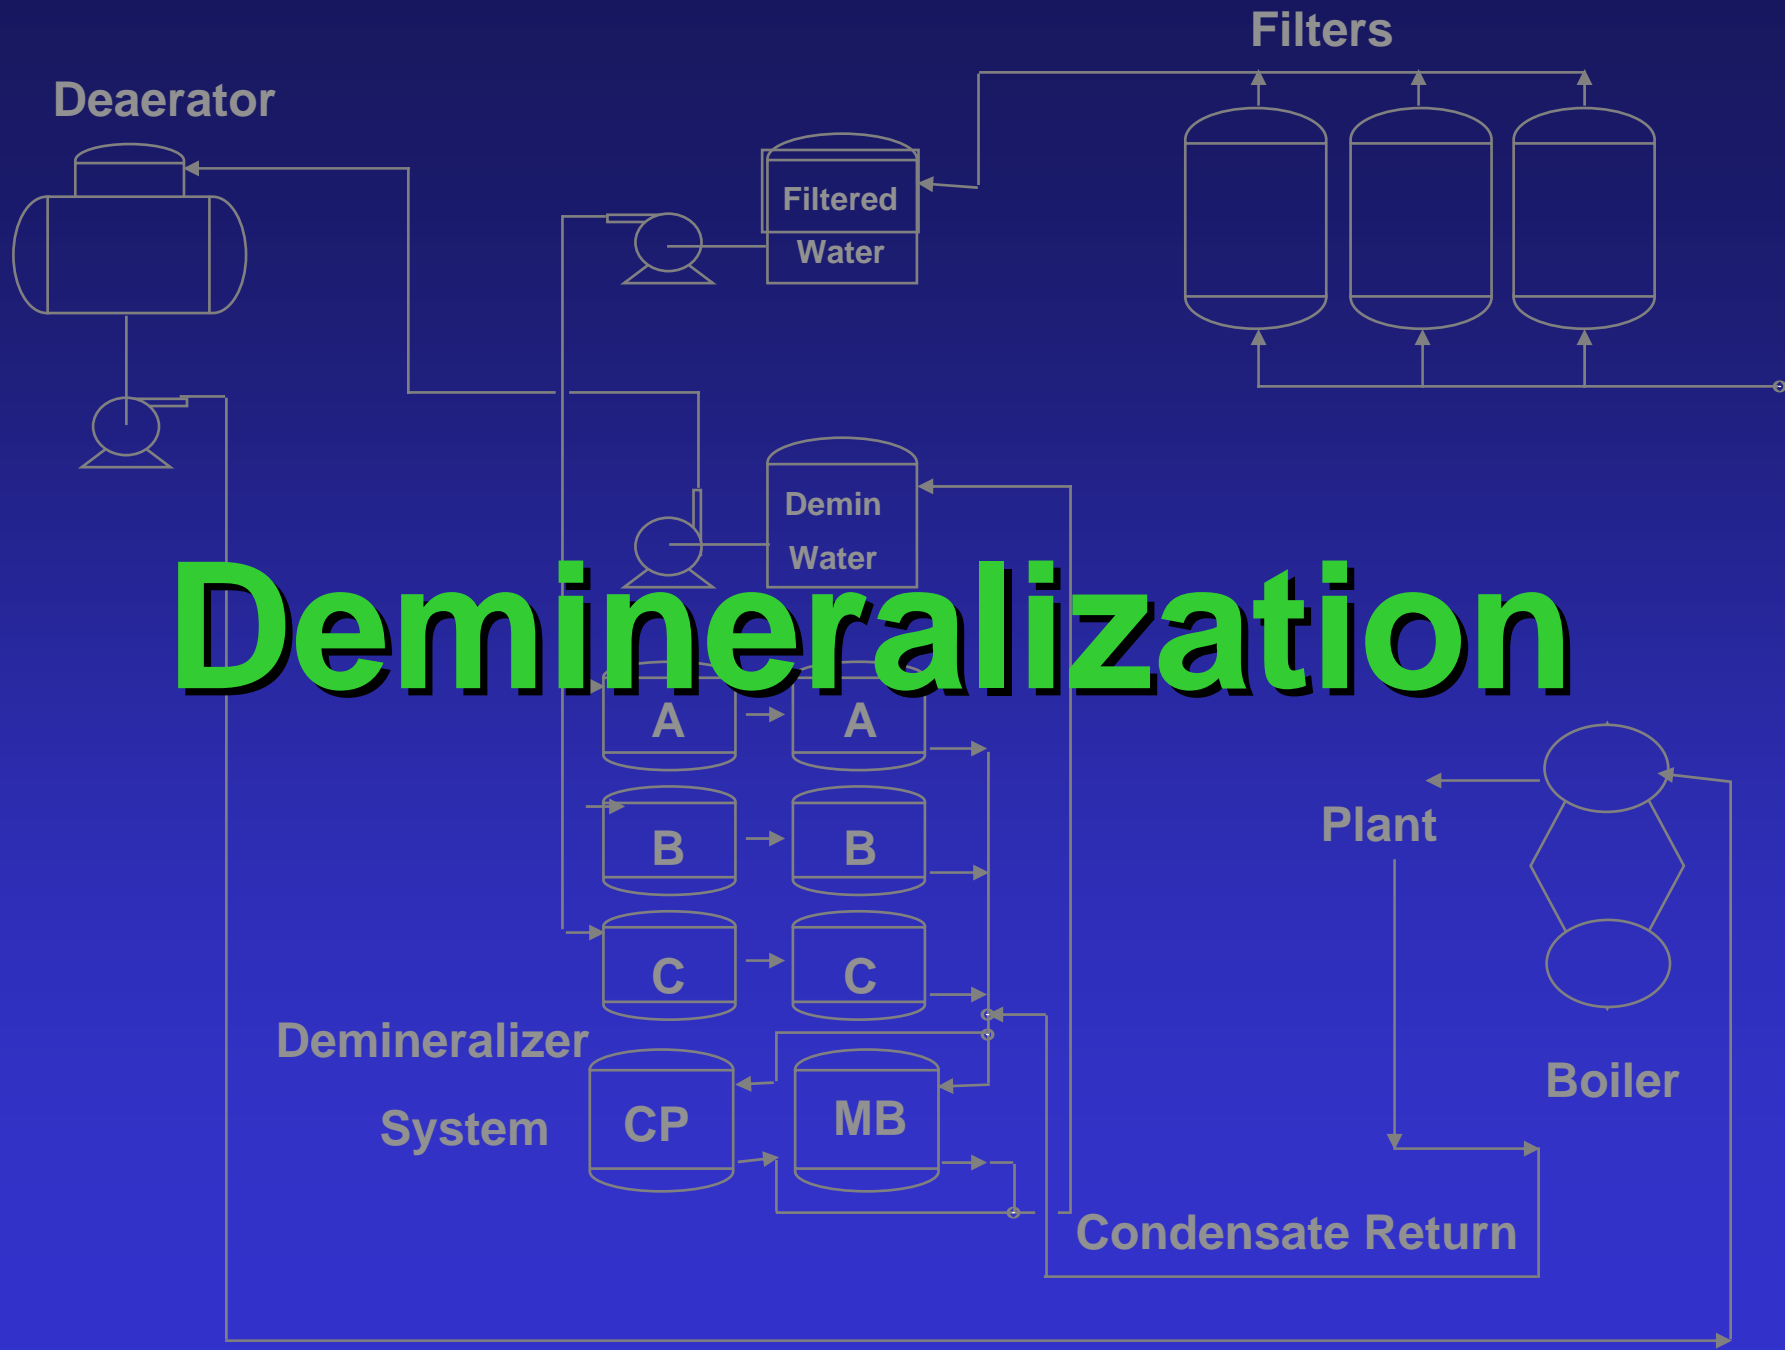 Filters
Deaerator
Filtered
Water
Demin
Water
Demineralization
A A
B B
C C
Plant
Demineralizer
System
CP MB
Boiler
Condensate Return